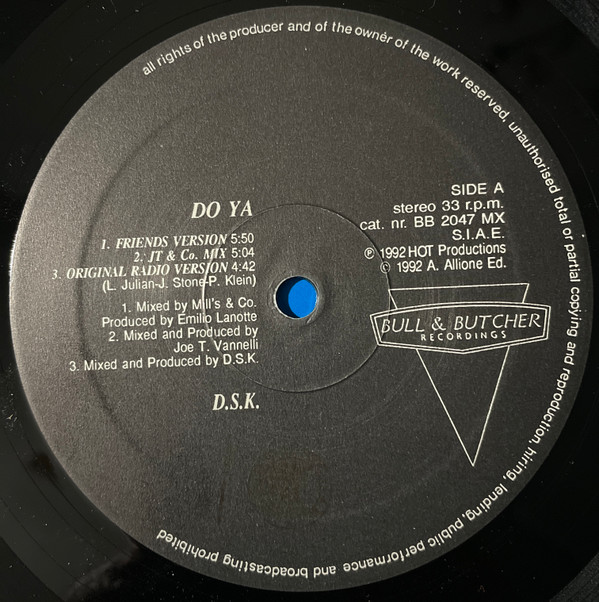 all rights of the producer and of the owner of the work reserved, unauthorised total or partial copying and reproduction, hiring, lending, public performance and broadcasting prohibited
DO YA
1. FRIENDS VERSION 5:50
2. JT & Co. MIX 5:04
3. ORIGINAL RADIO VERSION 4:42
(L. Julian-J. Stone-P. Klein)
1. Mixed by Mill's & Co.
Produced by Emilio Lanotte
2. Mixed and Produced by
Joe T. Vannelli
3. Mixed and Produced by D.S.K.
D.S.K.
SIDE A
stereo 33 r.p.m.
cat. nr. BB 2047 MX
S.I.A.E.
℗ 1992 HOT Productions
© 1992 A. Allione Ed.
BULL & BUTCHER
RECORDINGS